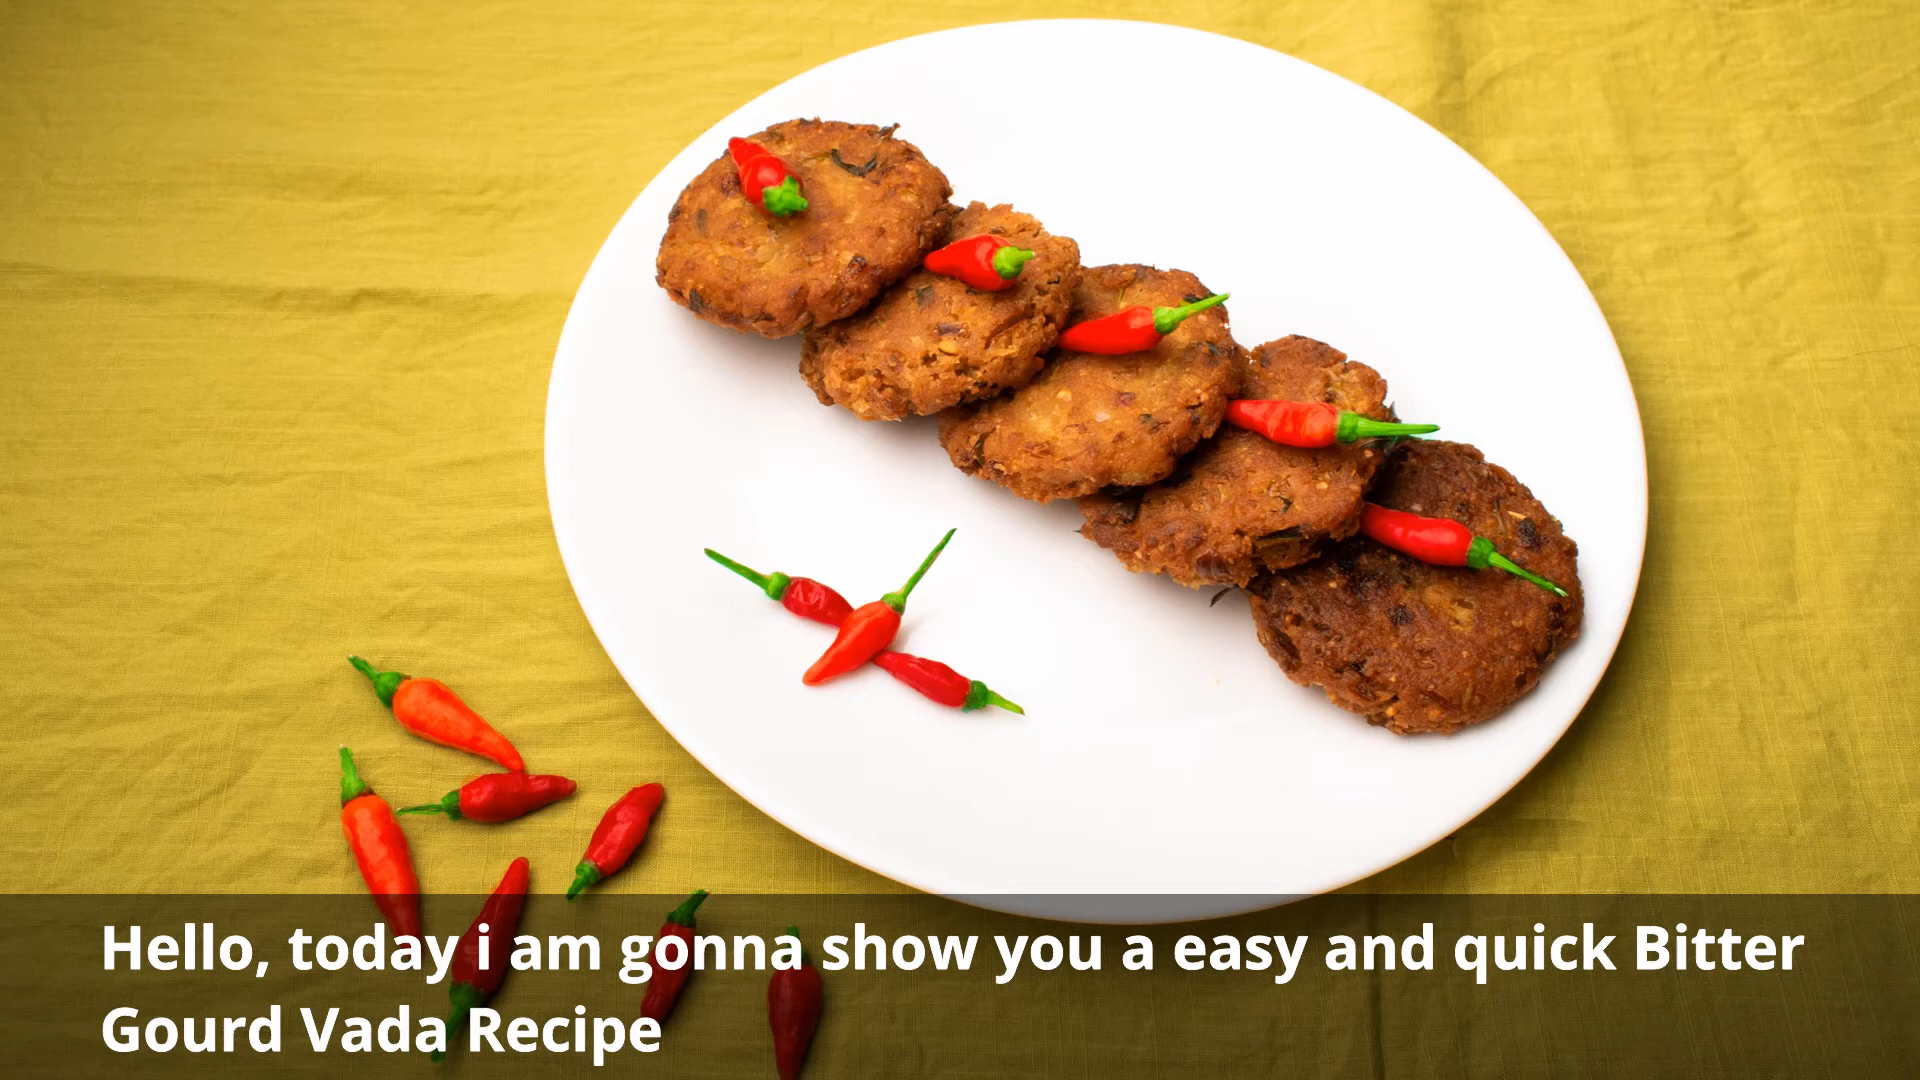 Hello, today i am gonna show you a easy and quick Bitter
Gourd Vada Recipe